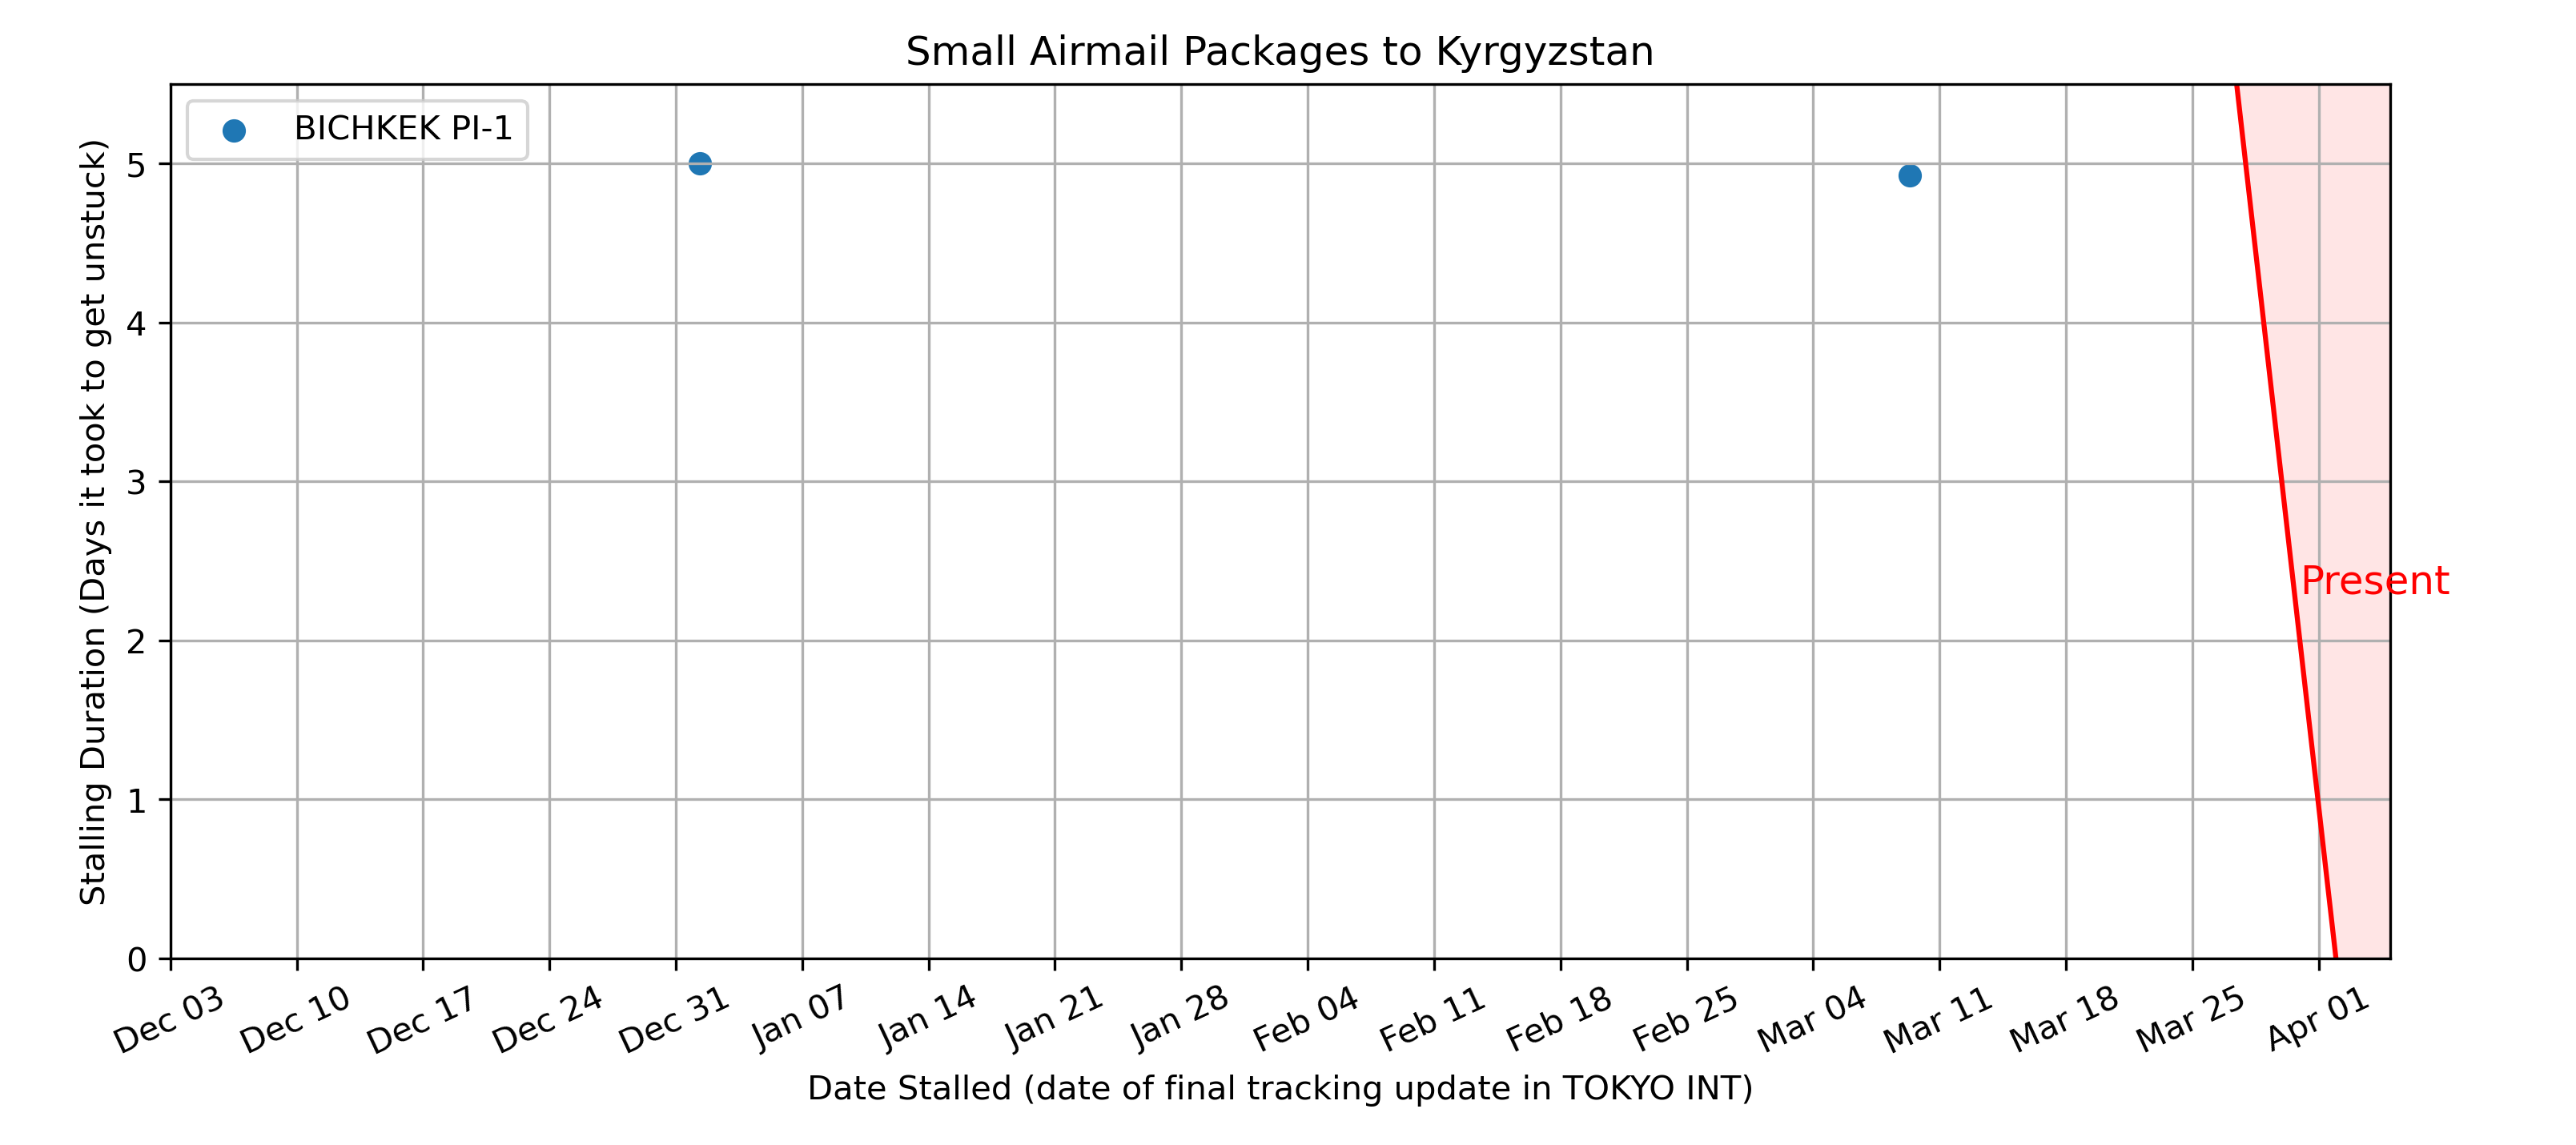 Small Airmail Packages to Kyrgyzstan
BICHKEK PI-1
Stalling Duration (Days it took to get unstuck)
5
4
3
2
1
0
Present
Dec 03
Dec 10
Dec 17
Dec 24
Dec 31
Jan 07
Jan 14
Jan 21
Jan 28
Feb 04
Feb 11
Feb 18
Feb 25
Mar 04
Mar 11
Mar 18
Mar 25
Apr 01
Date Stalled (date of final tracking update in TOKYO INT)